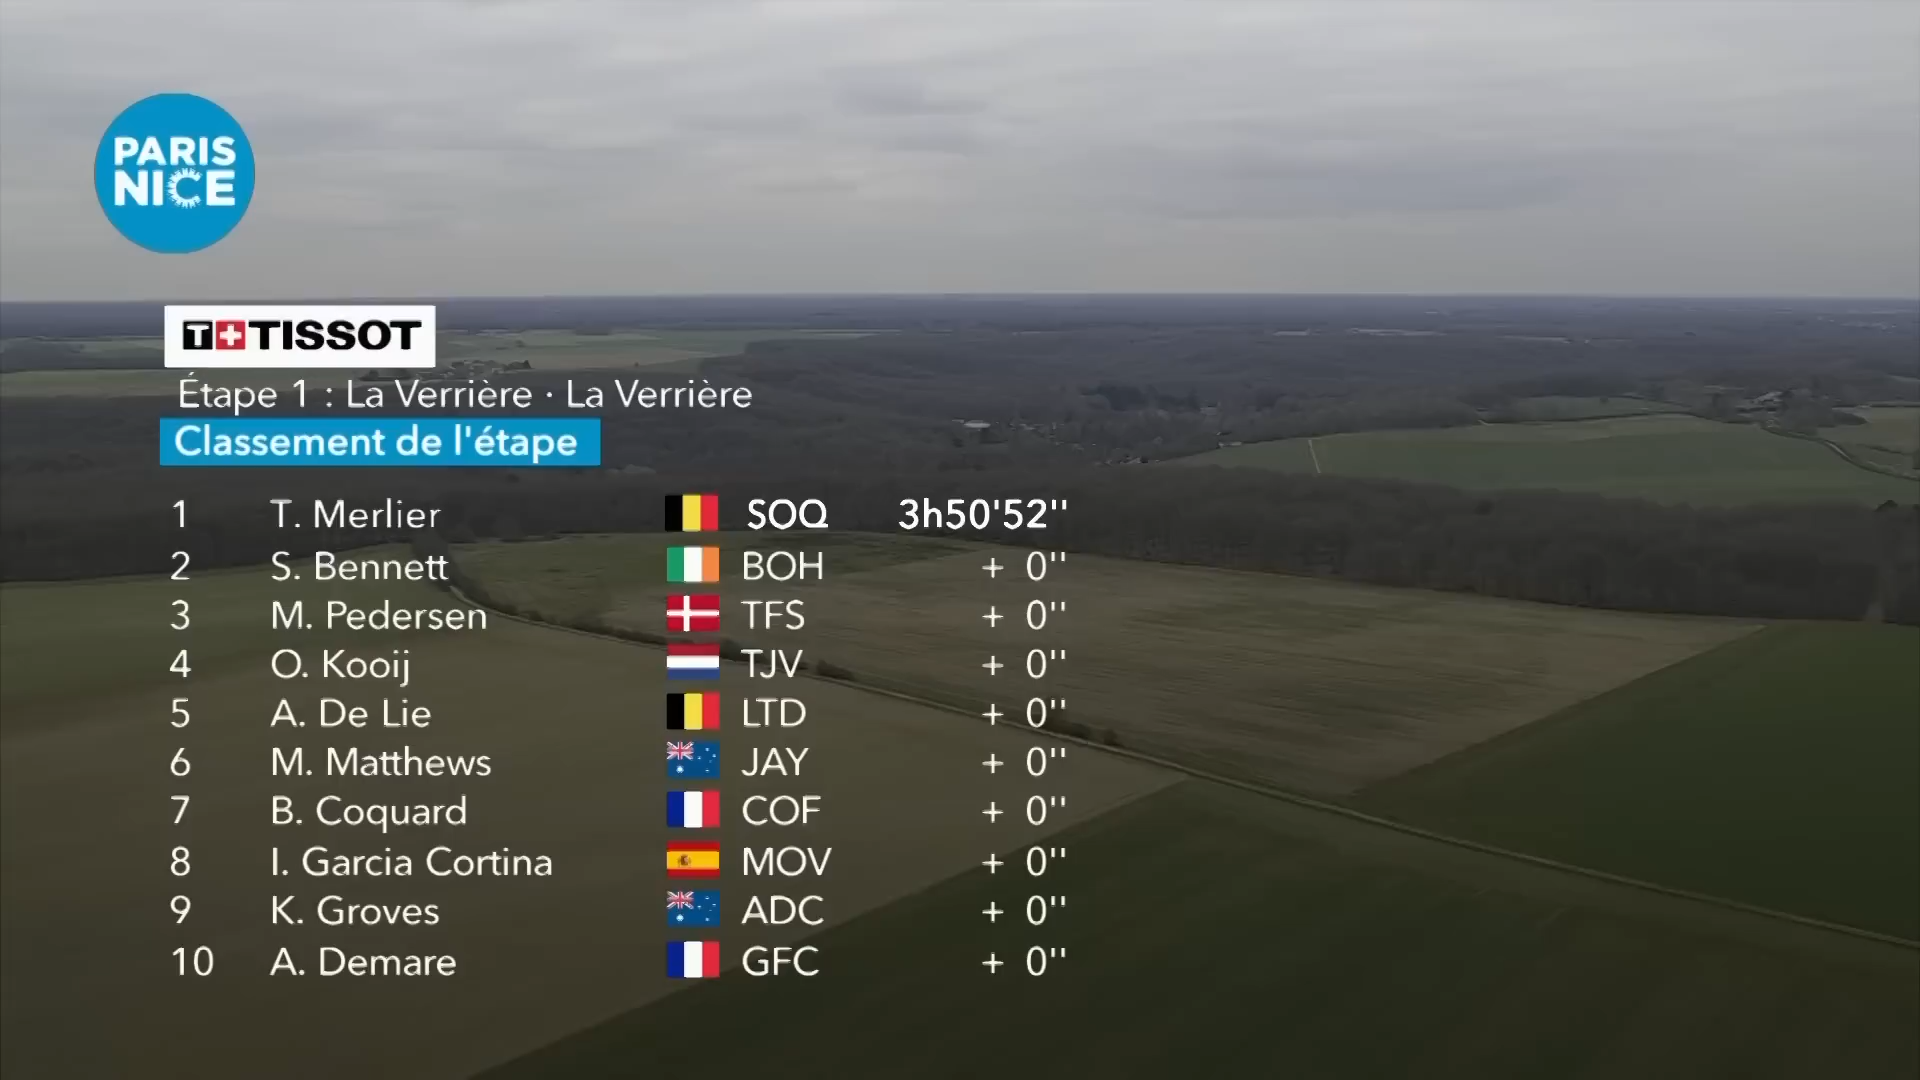 PARIS
NICE
T+ TISSOT
Étape 1 : La Verrière · La Verrière
Classement de l'étape
1 T. Merlier SOQ 3h50'52''
2 S. Bennett BOH + 0''
3 M. Pedersen TFS + 0''
4 O. Kooij TJV + 0''
5 A. De Lie LTD + 0''
6 M. Matthews JAY + 0''
7 B. Coquard COF + 0''
8 I. Garcia Cortina MOV + 0''
9 K. Groves ADC + 0''
10 A. Demare GFC + 0''